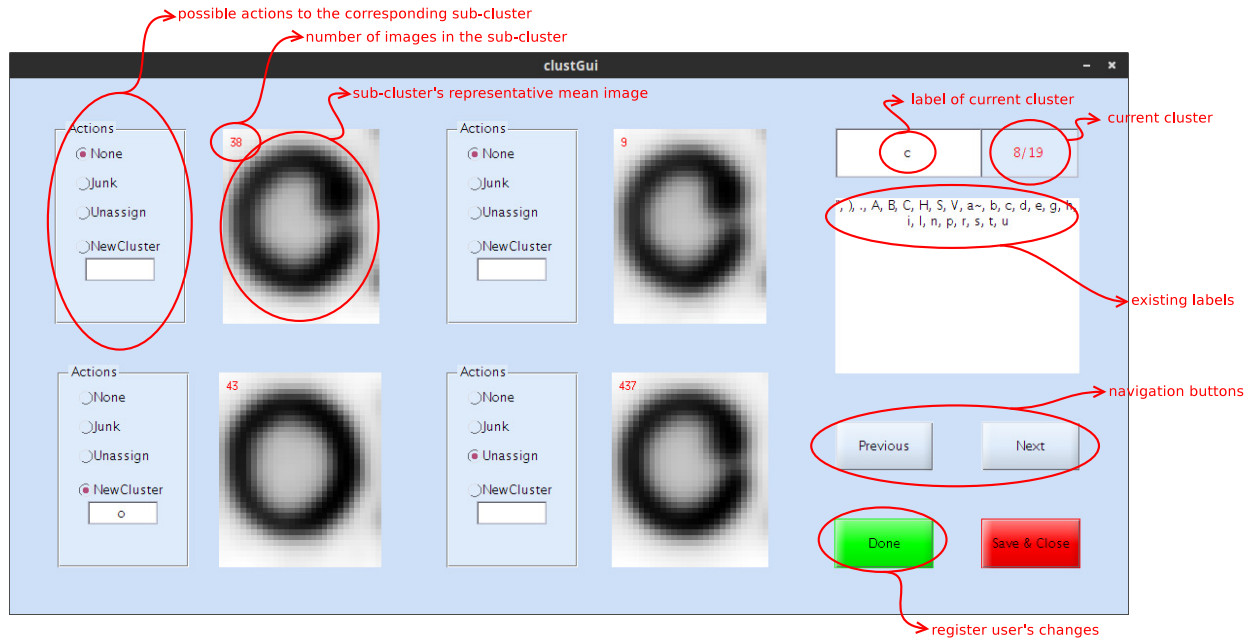 possible actions to the corresponding sub-cluster
number of images in the sub-cluster
clustGui
sub-cluster's representative mean image
label of current cluster
current cluster
Actions
None
Junk
Unassign
NewCluster
38
Actions
None
Junk
Unassign
NewCluster
9
c
8/19
", ), ., A, B, C, H, S, V, a~, b, c, d, e, g, h,
i, l, n, p, r, s, t, u
existing labels
Actions
None
Junk
Unassign
NewCluster
o
43
Actions
None
Junk
Unassign
NewCluster
437
navigation buttons
Previous
Next
Done
Save & Close
register user's changes